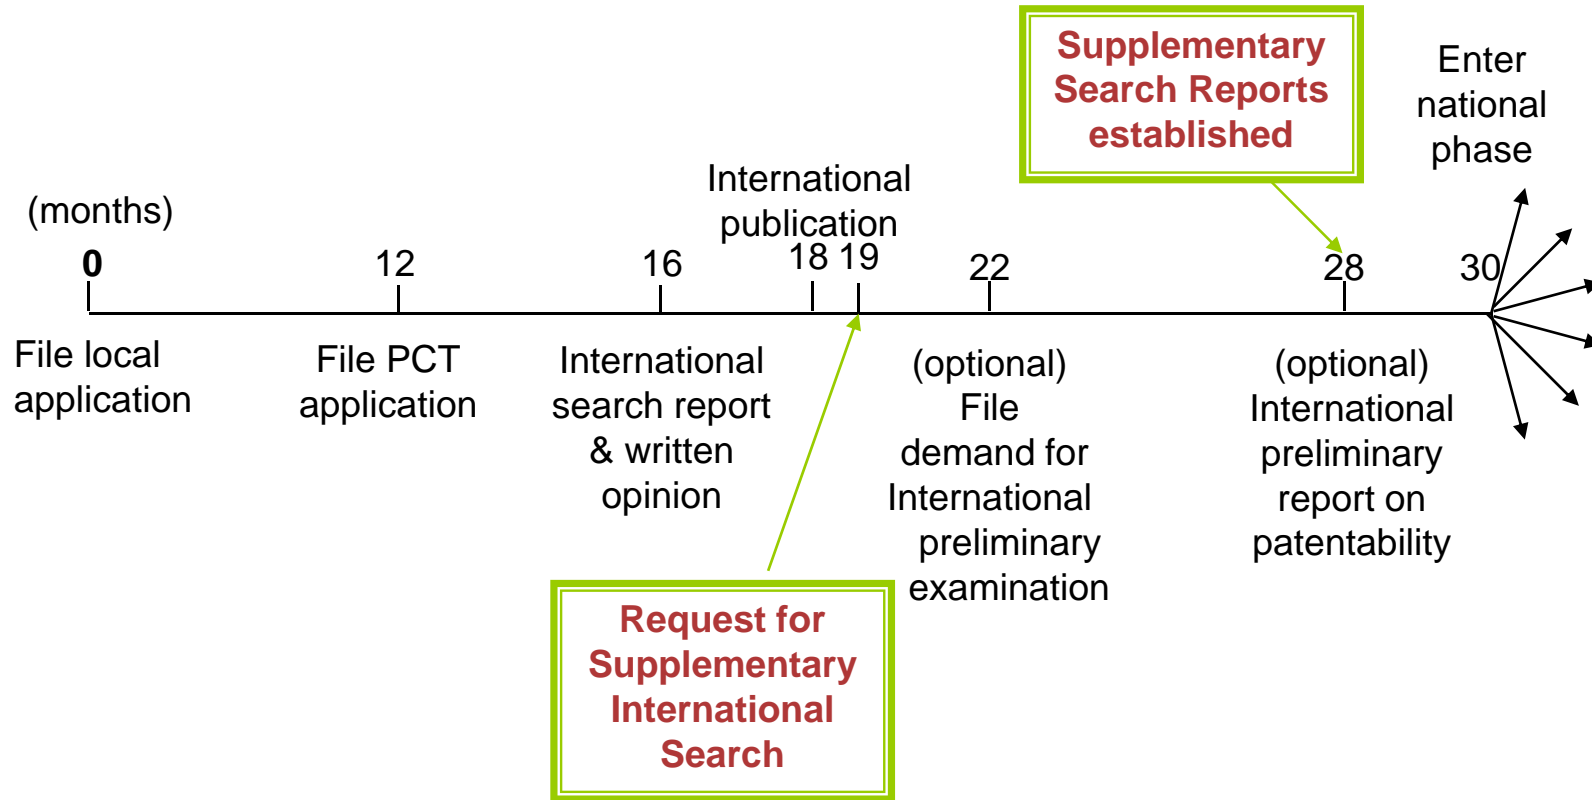 Supplementary
Search Reports
established
Enter
national
phase
International
publication
(months)
0
12
16
18
19
22
28
30
File local
application
File PCT
application
International
search report
& written
opinion
(optional)
File
demand for
International
preliminary
examination
(optional)
International
preliminary
report on
patentability
Request for
Supplementary
International
Search